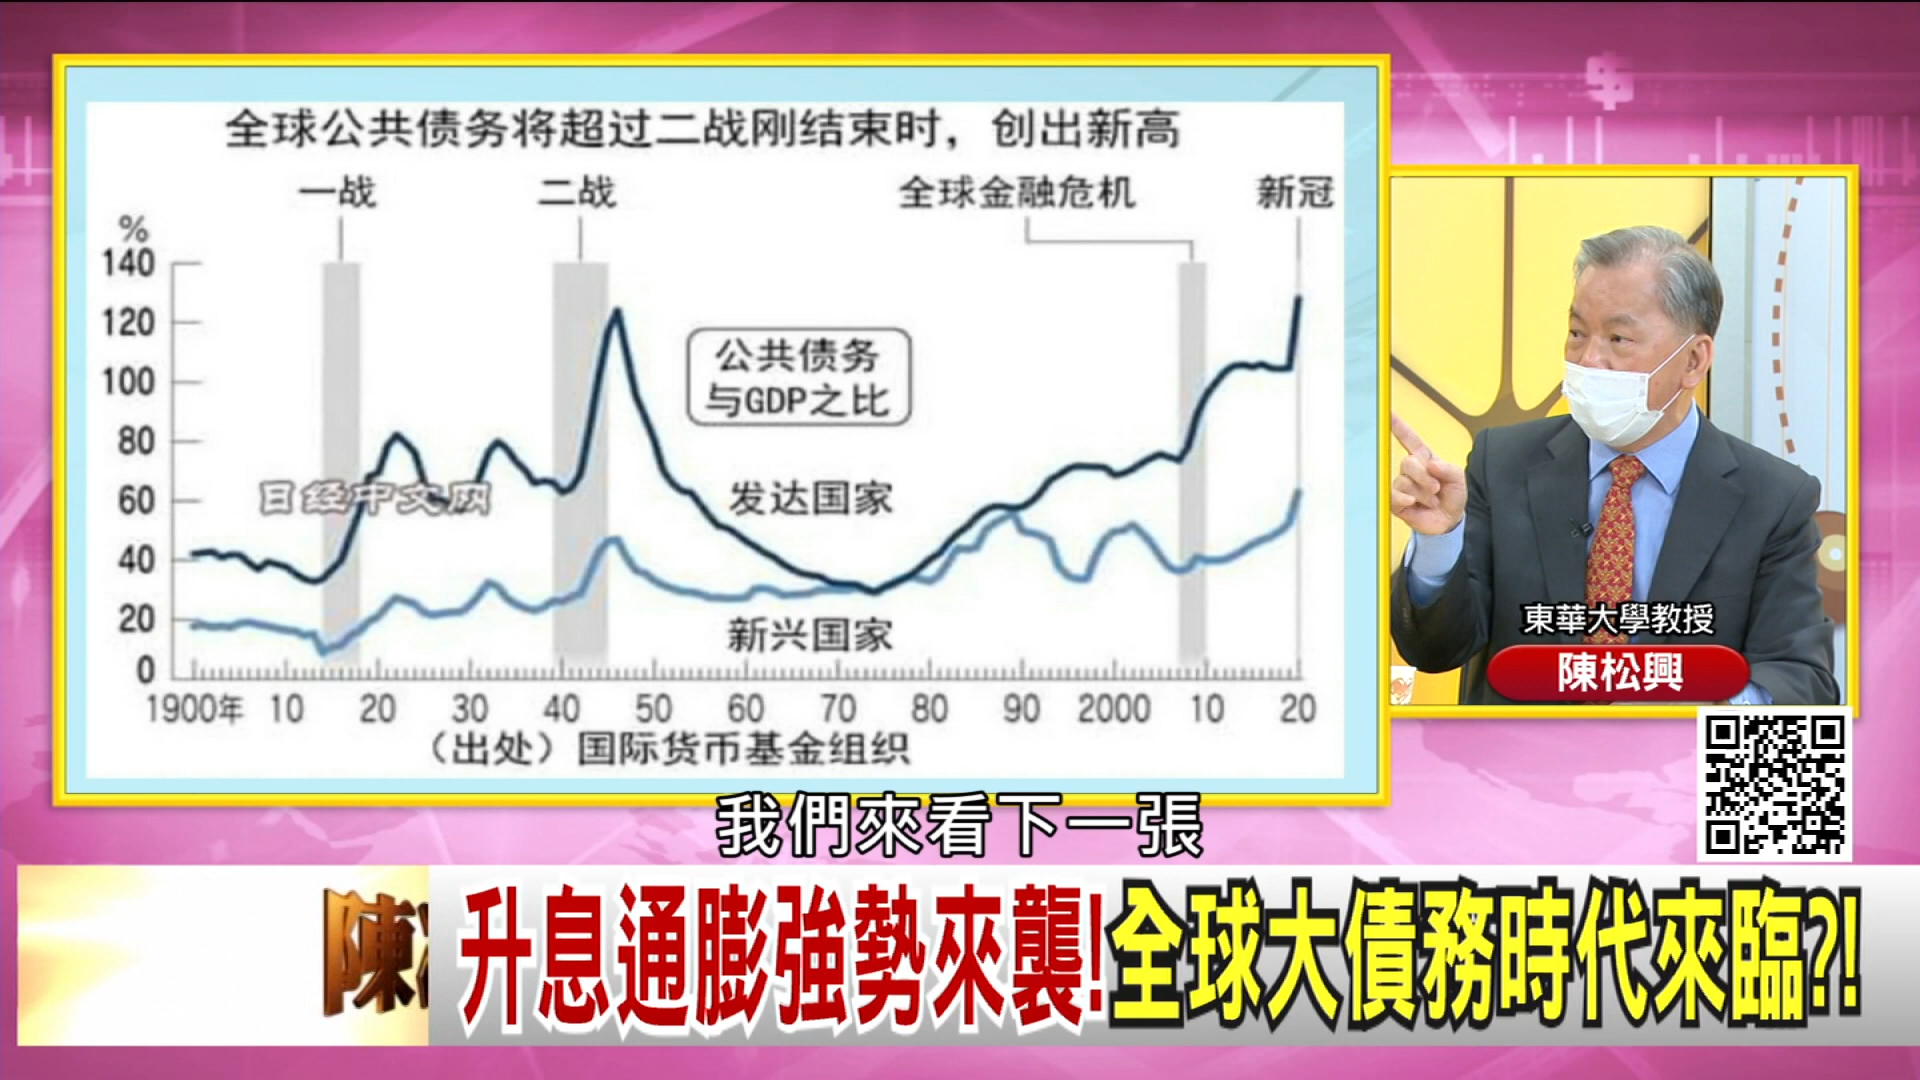 全球公共债务将超过二战刚结束时，创出新高
一战
二战
全球金融危机
新冠
%
140
120
100
80
60
40
20
0
公共债务
与GDP之比
日经中文网
发达国家
新兴国家
1900年 10 20 30 40 50 60 70 80 90 2000 10 20
（出处）国际货币基金组织
東華大學教授
陳松興
我們來看下一張
陳
升息通膨強勢來襲!全球大債務時代來臨?!